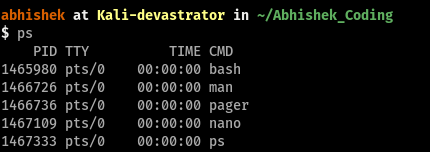 abhishek at Kali-devastrator in ~/Abhishek_Coding
$ ps
    PID TTY          TIME CMD
1465980 pts/0    00:00:00 bash
1466726 pts/0    00:00:00 man
1466736 pts/0    00:00:00 pager
1467109 pts/0    00:00:00 nano
1467333 pts/0    00:00:00 ps